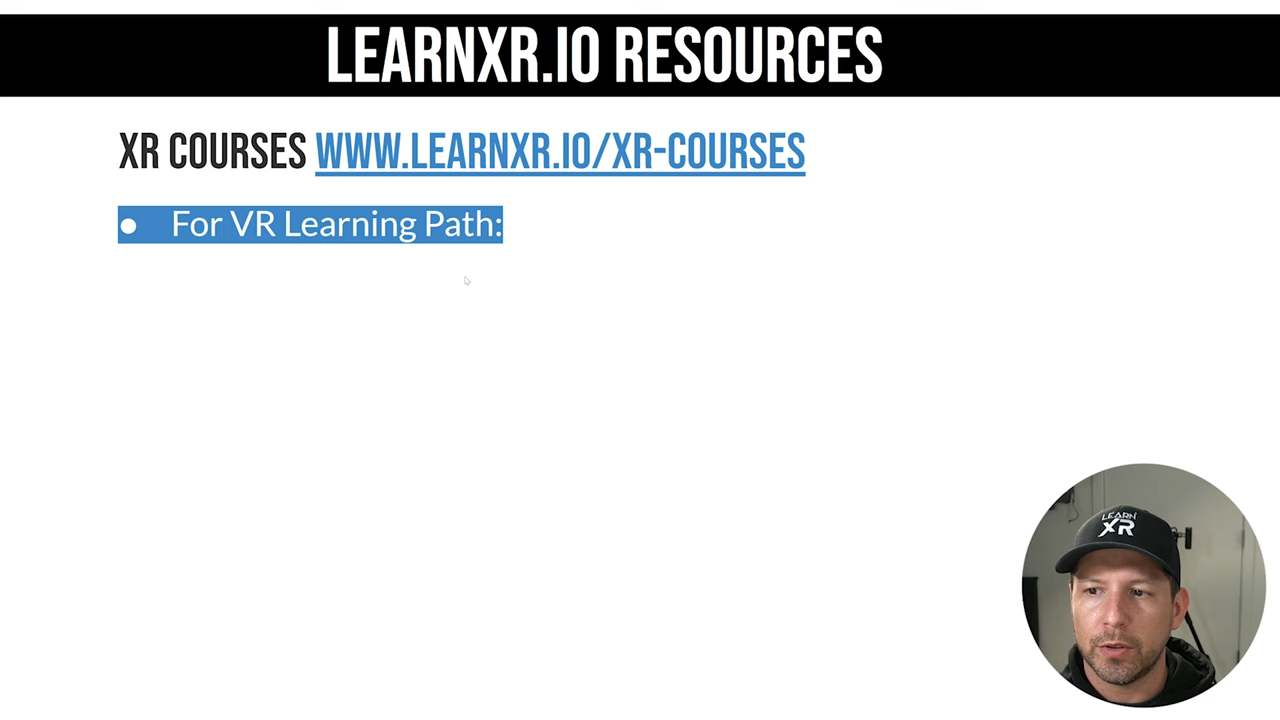 LEARNXR.IO RESOURCES
XR COURSES WWW.LEARNXR.IO/XR-COURSES
● For VR Learning Path:
LEARN
XR